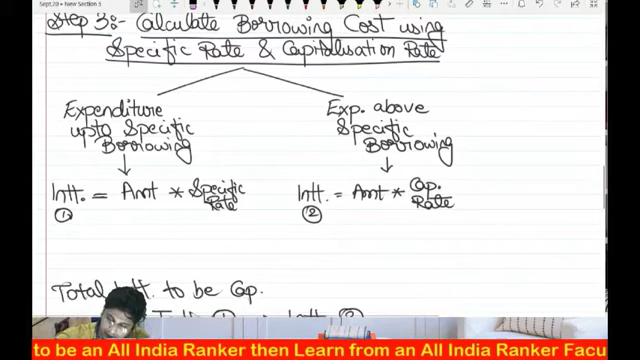 Sept.20 - New Section 3
Step 3:- Calculate Borrowing Cost using
Specific Rate & Capitalisation Rate
Expenditure
upto Specific
Borrowing
Exp. above
Specific
Borrowing
Intt. = Amt * Specific
Rate
①
Intt. = Amt * Cap.
Rate
②
Total Intt. to be Cap.
to be an All India Ranker then Learn from an All India Ranker Facu